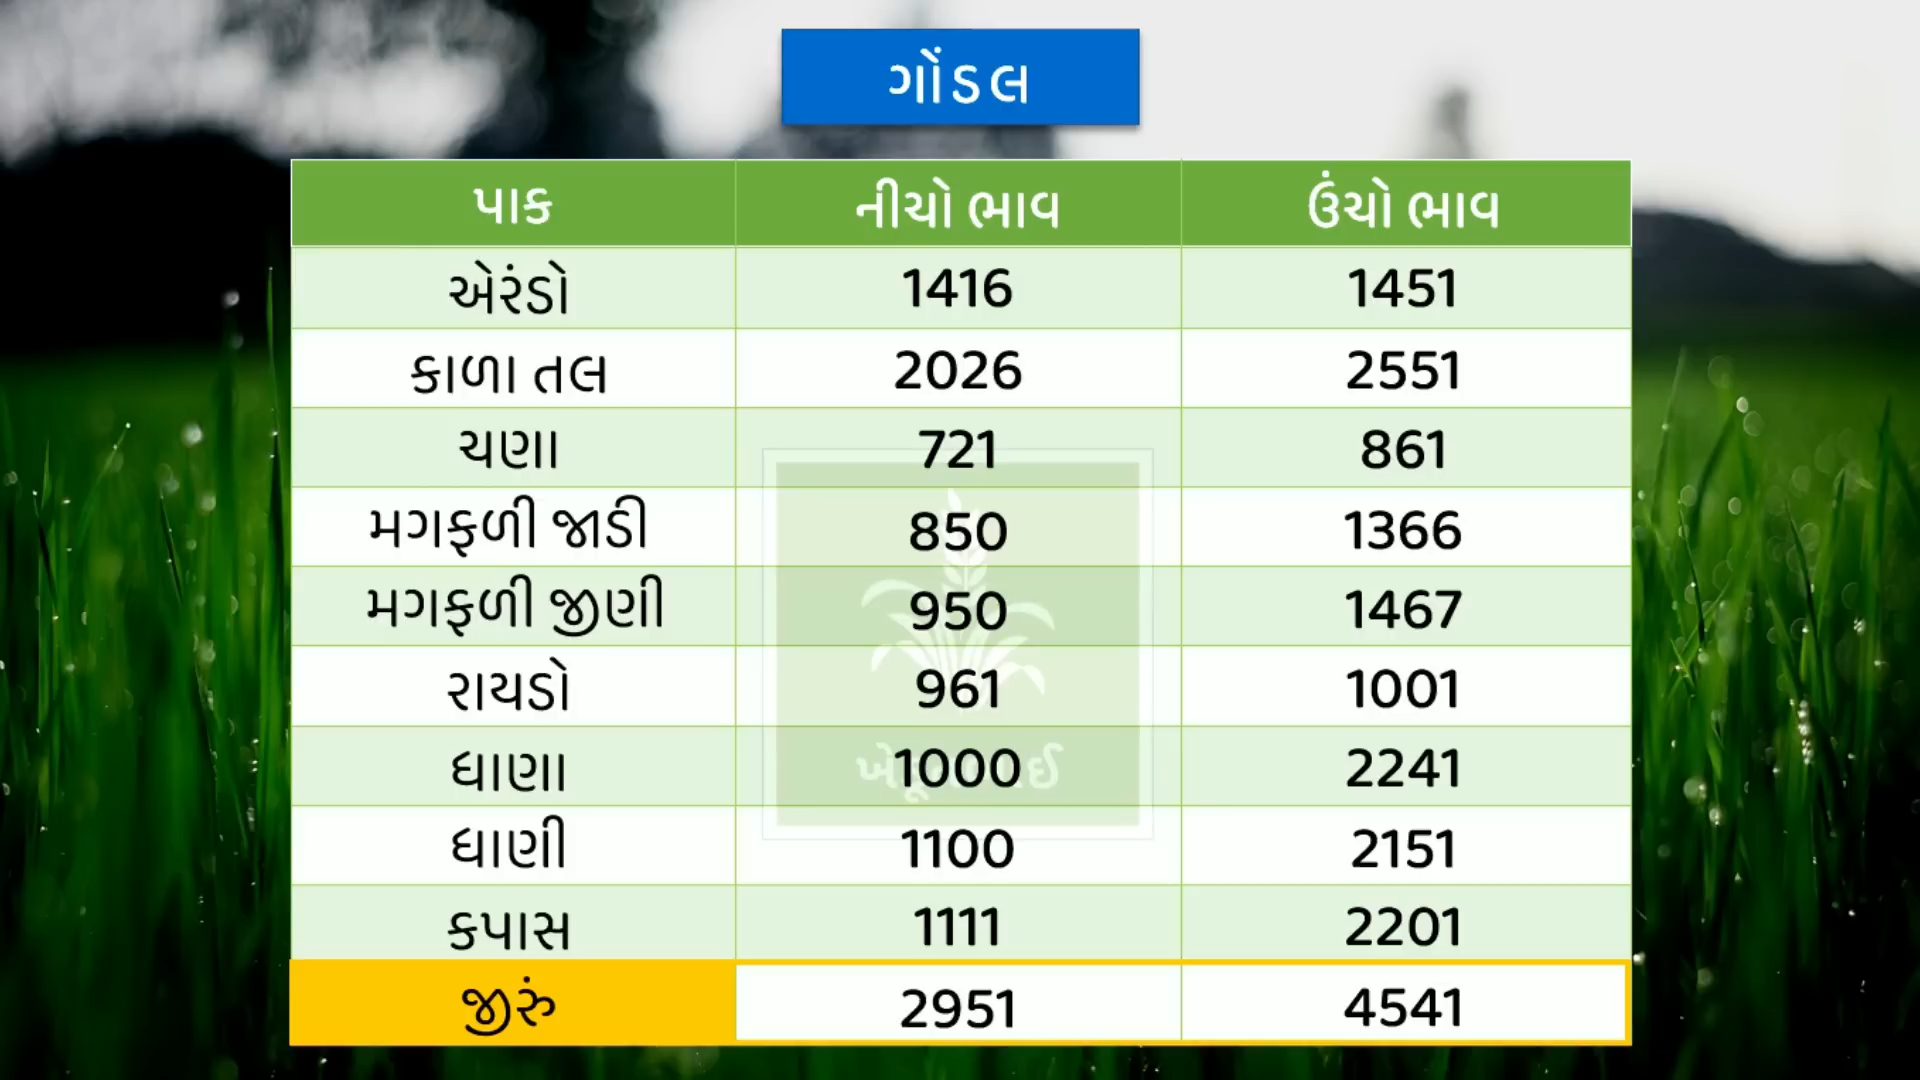 ગોંડલ
પાક નીચો ભાવ ઉંચો ભાવ
એરંડો 1416 1451
કાળા તલ 2026 2551
ચણા 721 861
મગફળી જાડી 850 1366
મગફળી જીણી 950 1467
રાયડો 961 1001
ધાણા 1000 2241
ધાણી 1100 2151
કપાસ 1111 2201
જીરું 2951 4541